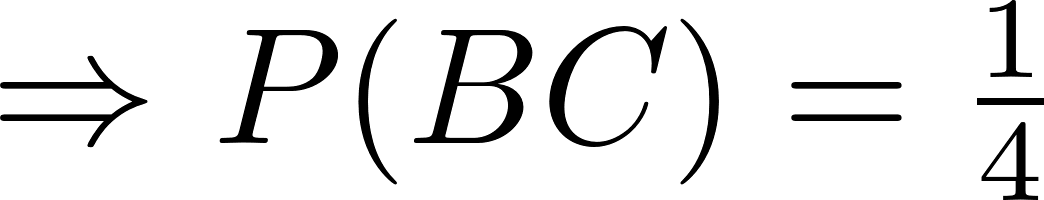 ⇒ P(BC) = 1/4